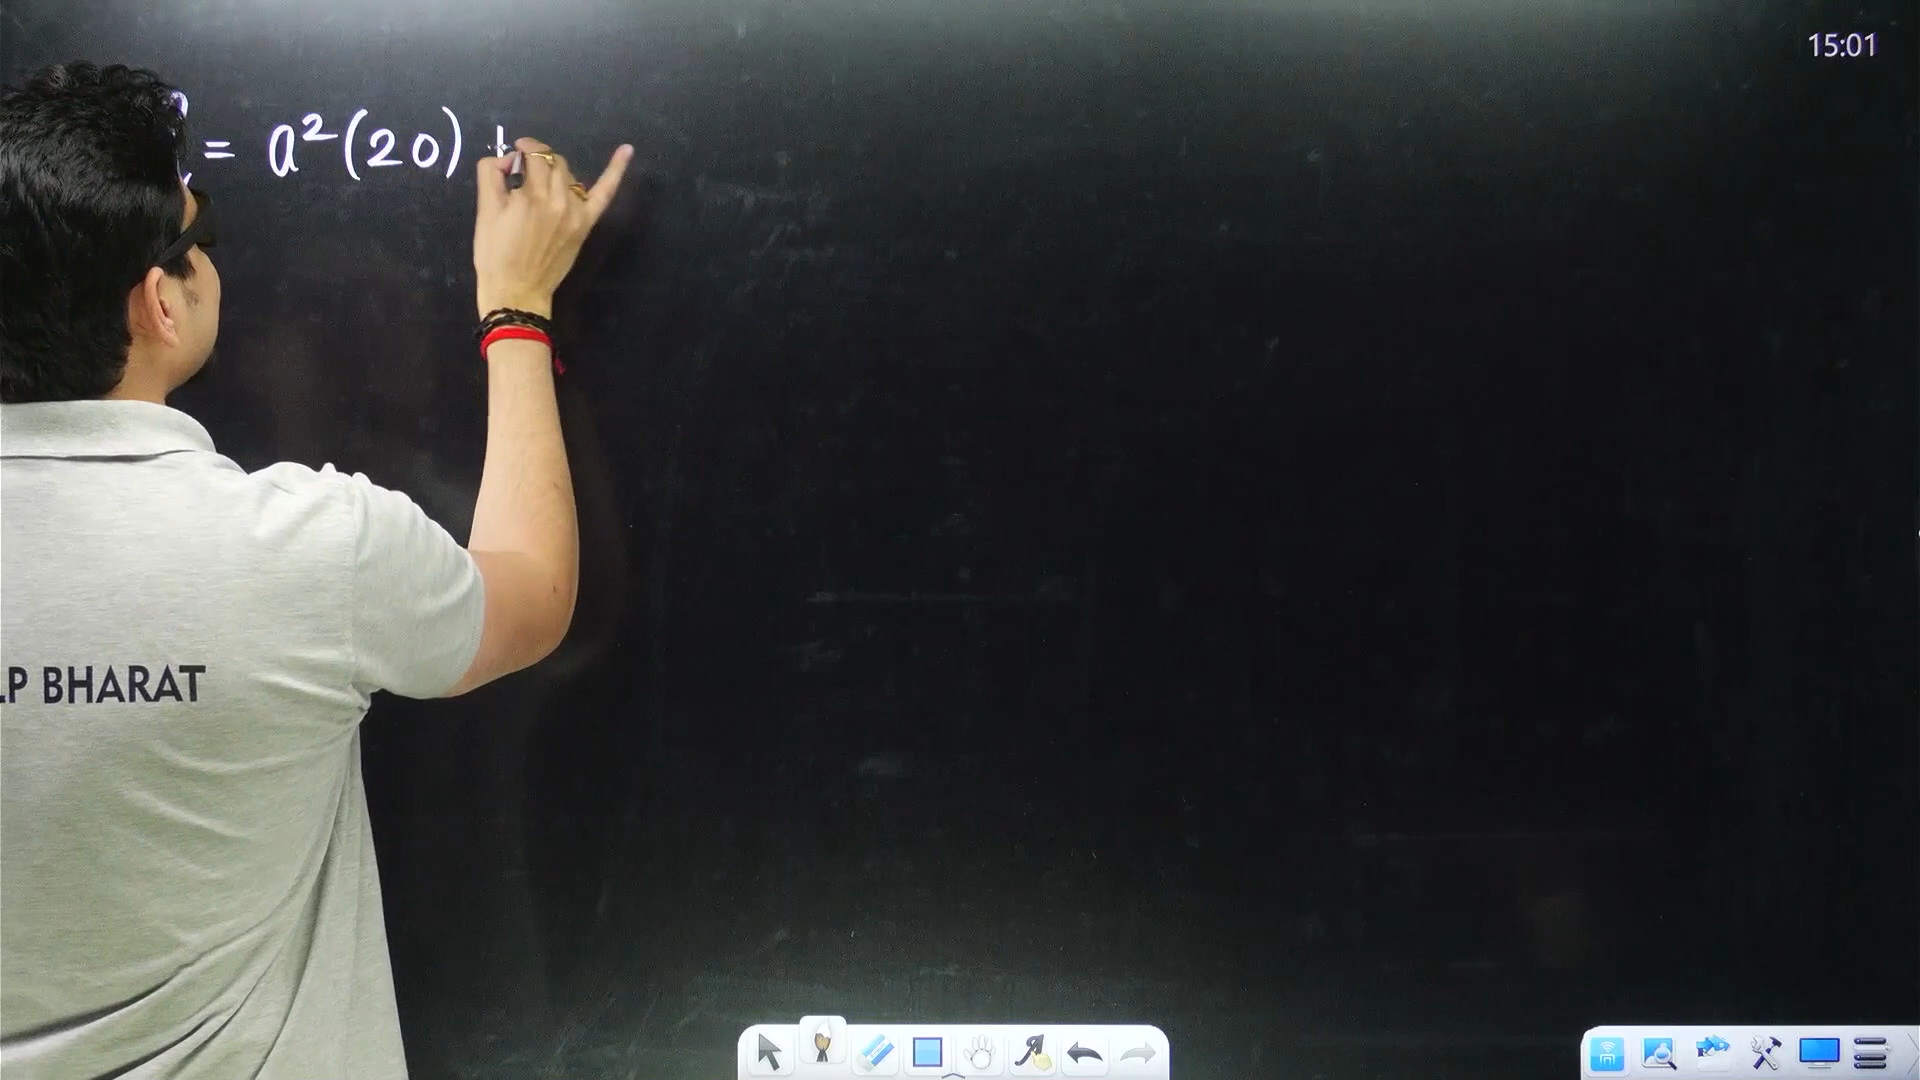 15:01
= a²(20) +
LP BHARAT